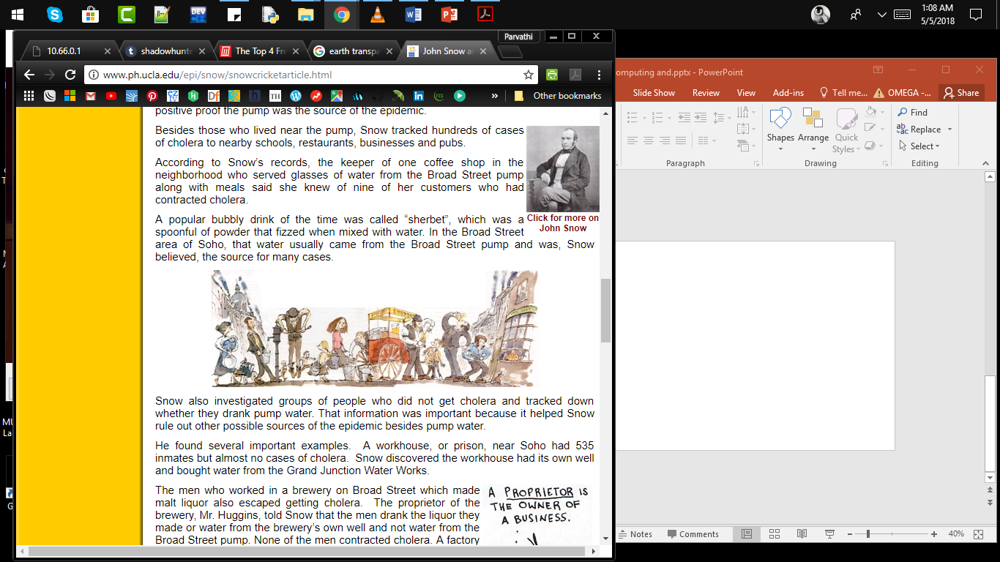 1:08 AM
5/5/2018
DEV
Parvathi
10.66.0.1
shadowhunt
The Top 4 Fre
earth transpa
John Snow a
www.ph.ucla.edu/epi/snow/snowcricketarticle.html
Other bookmarks
positive proof the pump was the source of the epidemic.
Besides those who lived near the pump, Snow tracked hundreds of cases
of cholera to nearby schools, restaurants, businesses and pubs.
According to Snow's records, the keeper of one coffee shop in the
neighborhood who served glasses of water from the Broad Street pump
along with meals said she knew of nine of her customers who had
contracted cholera.
Click for more on
John Snow
A popular bubbly drink of the time was called “sherbet”, which was a
spoonful of powder that fizzed when mixed with water. In the Broad Street
area of Soho, that water usually came from the Broad Street pump and was, Snow
believed, the source for many cases.
Snow also investigated groups of people who did not get cholera and tracked down
whether they drank pump water. That information was important because it helped Snow
rule out other possible sources of the epidemic besides pump water.
He found several important examples. A workhouse, or prison, near Soho had 535
inmates but almost no cases of cholera. Snow discovered the workhouse had its own well
and bought water from the Grand Junction Water Works.
The men who worked in a brewery on Broad Street which made
malt liquor also escaped getting cholera. The proprietor of the
brewery, Mr. Huggins, told Snow that the men drank the liquor they
made or water from the brewery's own well and not water from the
Broad Street pump. None of the men contracted cholera. A factory
A PROPRIETOR IS
THE OWNER OF
A BUSINESS.
omputing and.pptx - PowerPoint
Slide Show Review View Add-ins Tell me... OMEGA -... Share
Shapes Arrange Quick
Styles
Find
Replace
Select
Paragraph Drawing Editing
Notes Comments 40%